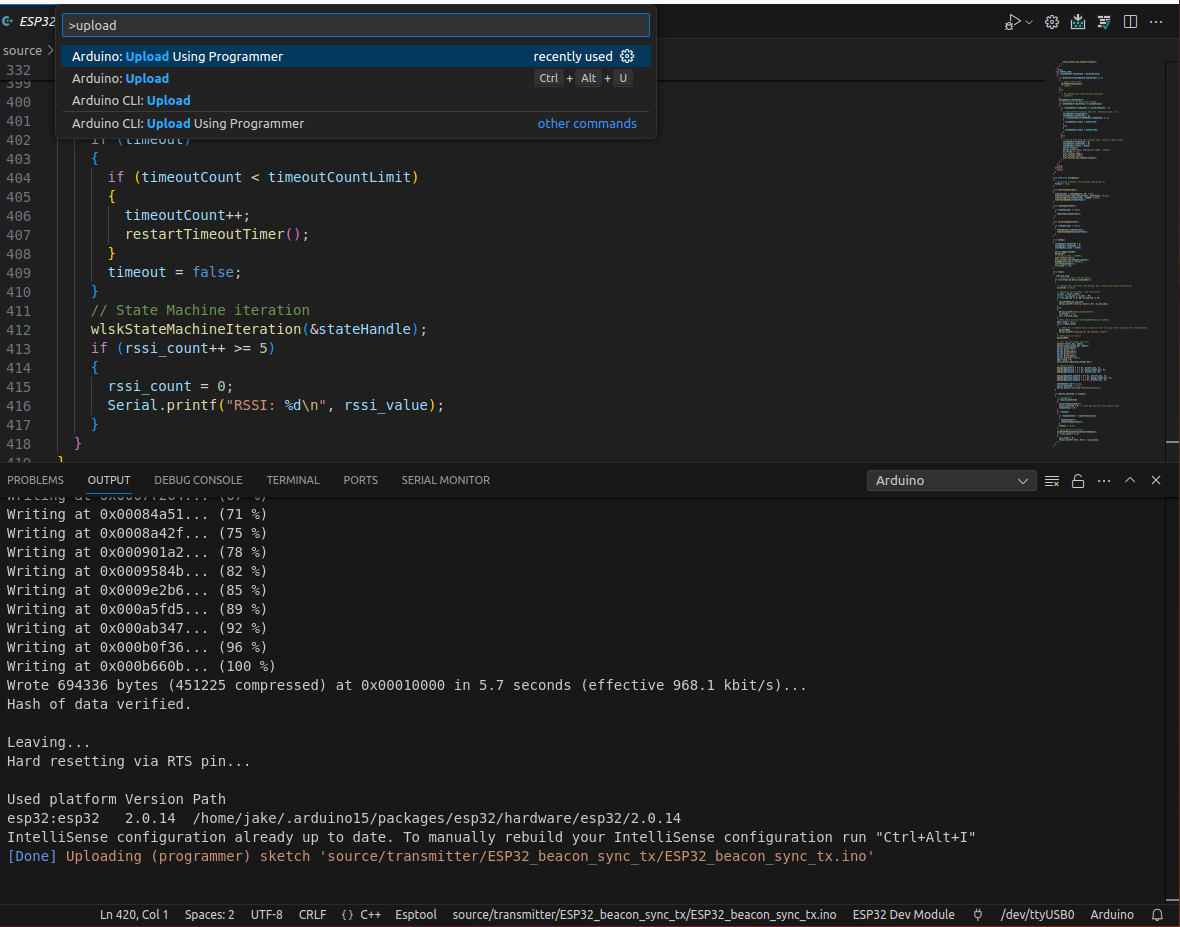 ESP32
>upload
source >
Arduino: Upload Using Programmer recently used
Arduino: Upload Ctrl + Alt + U
Arduino CLI: Upload
Arduino CLI: Upload Using Programmer other commands
332
399
400
401
402 if (timeout)
403 {
404 if (timeoutCount < timeoutCountLimit)
405 {
406 timeoutCount++;
407 restartTimeoutTimer();
408 }
409 timeout = false;
410 }
411 // State Machine iteration
412 wlskStateMachineIteration(&stateHandle);
413 if (rssi_count++ >= 5)
414 {
415 rssi_count = 0;
416 Serial.printf("RSSI: %d\n", rssi_value);
417 }
418 }
419 }
PROBLEMS OUTPUT DEBUG CONSOLE TERMINAL PORTS SERIAL MONITOR Arduino
Writing at
Writing at 0x00084a51... (71 %)
Writing at 0x0008a42f... (75 %)
Writing at 0x000901a2... (78 %)
Writing at 0x0009584b... (82 %)
Writing at 0x0009e2b6... (85 %)
Writing at 0x000a5fd5... (89 %)
Writing at 0x000ab347... (92 %)
Writing at 0x000b0f36... (96 %)
Writing at 0x000b660b... (100 %)
Wrote 694336 bytes (451225 compressed) at 0x00010000 in 5.7 seconds (effective 968.1 kbit/s)...
Hash of data verified.
Leaving...
Hard resetting via RTS pin...
Used platform Version Path
esp32:esp32 2.0.14 /home/jake/.arduino15/packages/esp32/hardware/esp32/2.0.14
IntelliSense configuration already up to date. To manually rebuild your IntelliSense configuration run "Ctrl+Alt+I"
[Done] Uploading (programmer) sketch 'source/transmitter/ESP32_beacon_sync_tx/ESP32_beacon_sync_tx.ino'
Ln 420, Col 1 Spaces: 2 UTF-8 CRLF {} C++ Esptool source/transmitter/ESP32_beacon_sync_tx/ESP32_beacon_sync_tx.ino ESP32 Dev Module /dev/ttyUSB0 Arduino